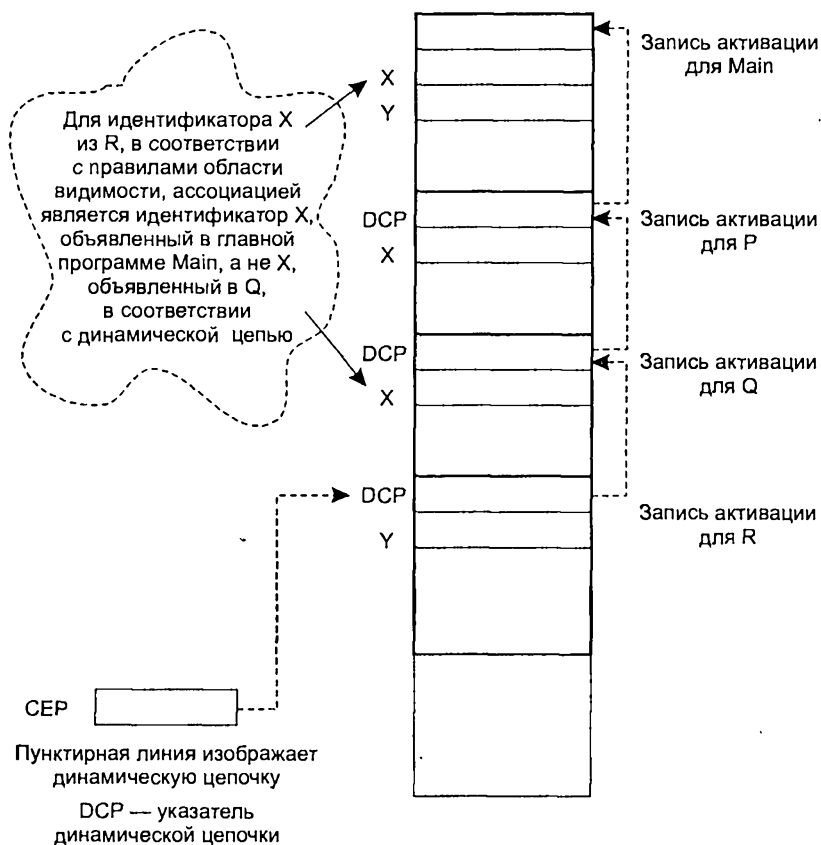 Запись активации
для Main
X
Y
Для идентификатора X
из R, в соответствии
с правилами области
видимости, ассоциацией
является идентификатор X,
объявленный в главной
программе Main, а не X,
объявленный в Q,
в соответствии
с динамической цепью
DCP
X
Запись активации
для P
DCP
X
Запись активации
для Q
DCP
Y
Запись активации
для R
CEP
Пунктирная линия изображает
динамическую цепочку
DCP — указатель
динамической цепочки